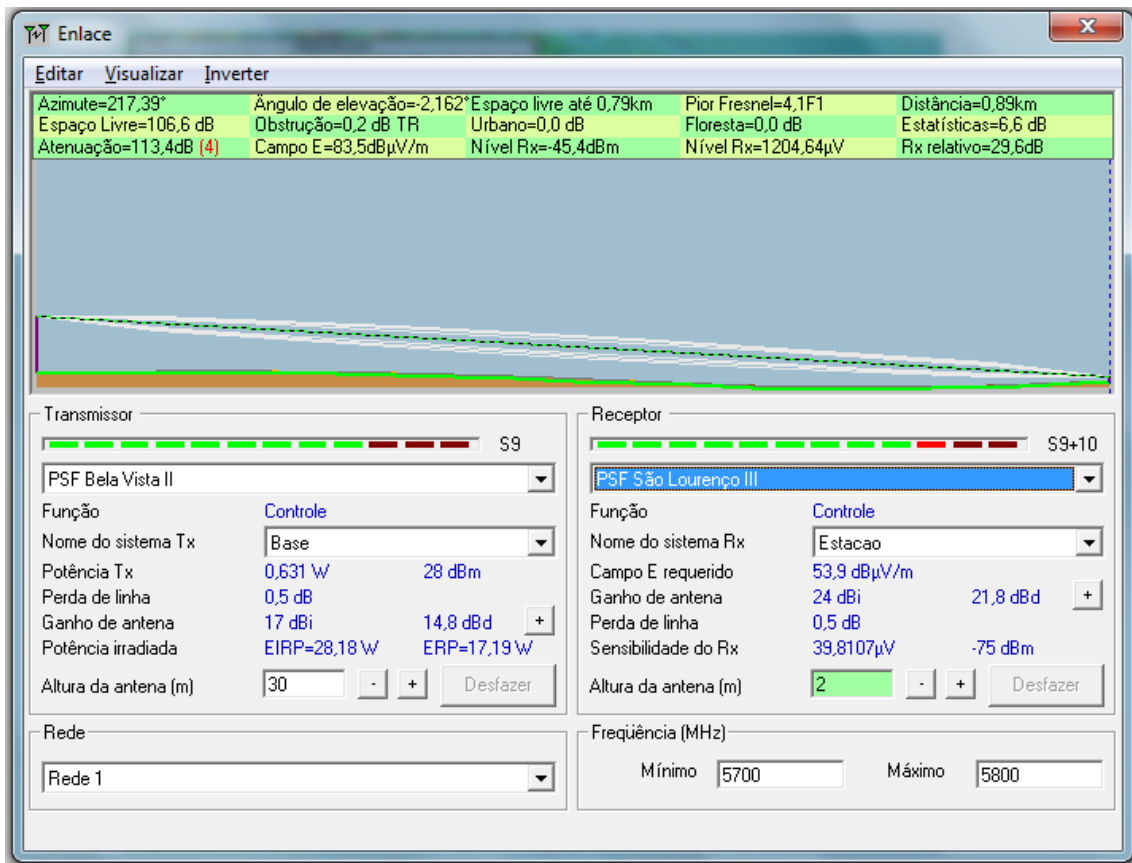 Enlace
Editar Visualizar Inverter
Azimute=217,39° Ângulo de elevação=-2,162° Espaço livre até 0,79km Pior Fresnel=4,1F1 Distância=0,89km
Espaço Livre=106,6 dB Obstrução=0,2 dB TR Urbano=0,0 dB Floresta=0,0 dB Estatísticas=6,6 dB
Atenuação=113,4dB (4) Campo E=83,5dBµV/m Nível Rx=-45,4dBm Nível Rx=1204,64µV Rx relativo=29,6dB
Transmissor
S9
PSF Bela Vista II
Função Controle
Nome do sistema Tx Base
Potência Tx 0,631 W 28 dBm
Perda de linha 0,5 dB
Ganho de antena 17 dBi 14,8 dBd +
Potência irradiada EIRP=28,18 W ERP=17,19 W
Altura da antena (m) 30 - + Desfazer
Receptor
S9+10
PSF São Lourenço III
Função Controle
Nome do sistema Rx Estacao
Campo E requerido 53,9 dBµV/m
Ganho de antena 24 dBi 21,8 dBd +
Perda de linha 0,5 dB
Sensibilidade do Rx 39,8107µV -75 dBm
Altura da antena (m) 2 - + Desfazer
Rede
Rede 1
Freqüência (MHz)
Mínimo 5700 Máximo 5800